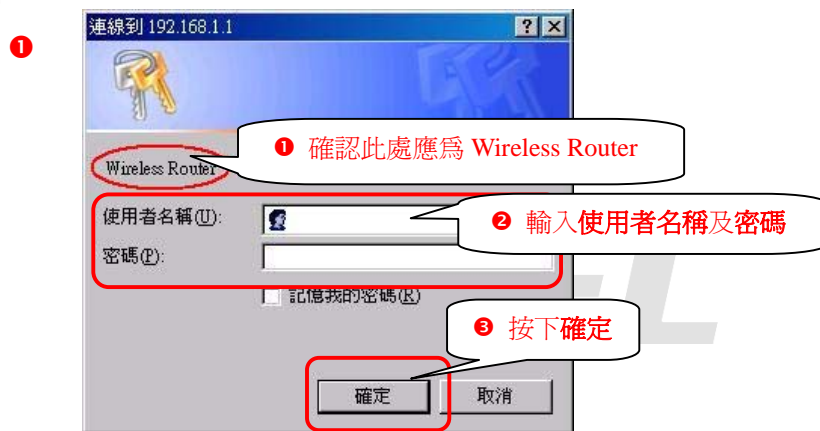 連線到 192.168.1.1
? ×
❶
❶ 確認此處應為 Wireless Router
Wireless Router
使用者名稱(U):
❷ 輸入使用者名稱及密碼
密碼(P):
記憶我的密碼(R)
❸ 按下確定
確定 取消